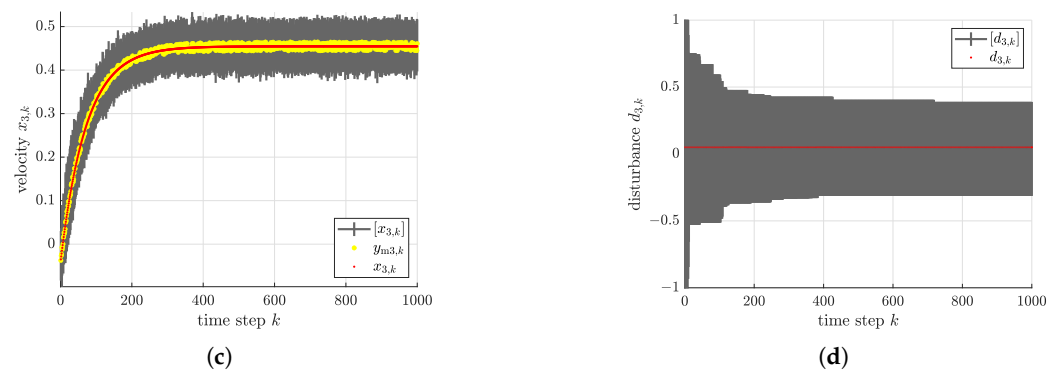 0.5
0.4
0.3
0.2
0.1
0
velocity x3,k
0 200 400 600 800 1000
time step k
[x3,k]
ym3,k
x3,k
(c)
1
0.5
0
−0.5
−1
disturbance d3,k
0 200 400 600 800 1000
time step k
[d3,k]
d3,k
(d)